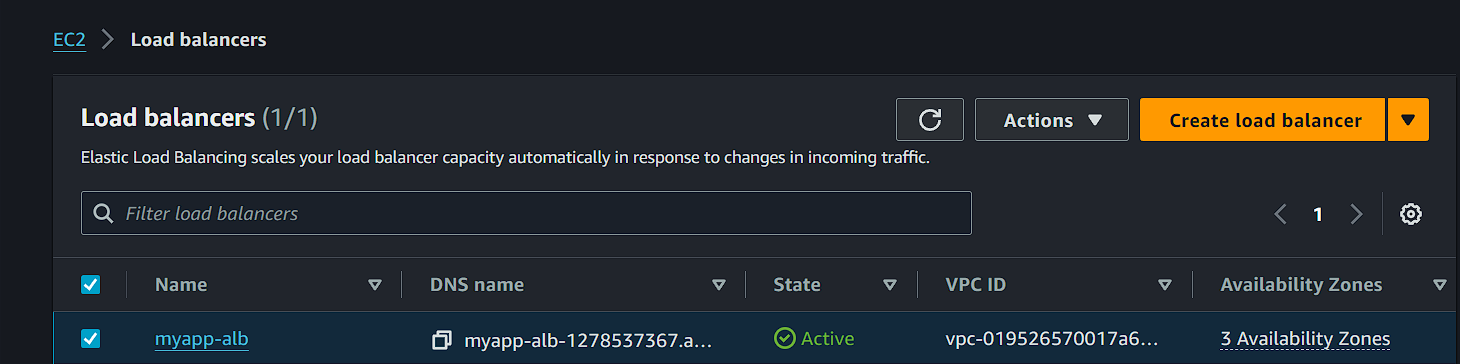 EC2 > Load balancers
Load balancers (1/1)
Actions
Create load balancer
Elastic Load Balancing scales your load balancer capacity automatically in response to changes in incoming traffic.
Filter load balancers
1
Name DNS name State VPC ID Availability Zones
myapp-alb myapp-alb-1278537367.a... Active vpc-019526570017a6... 3 Availability Zones